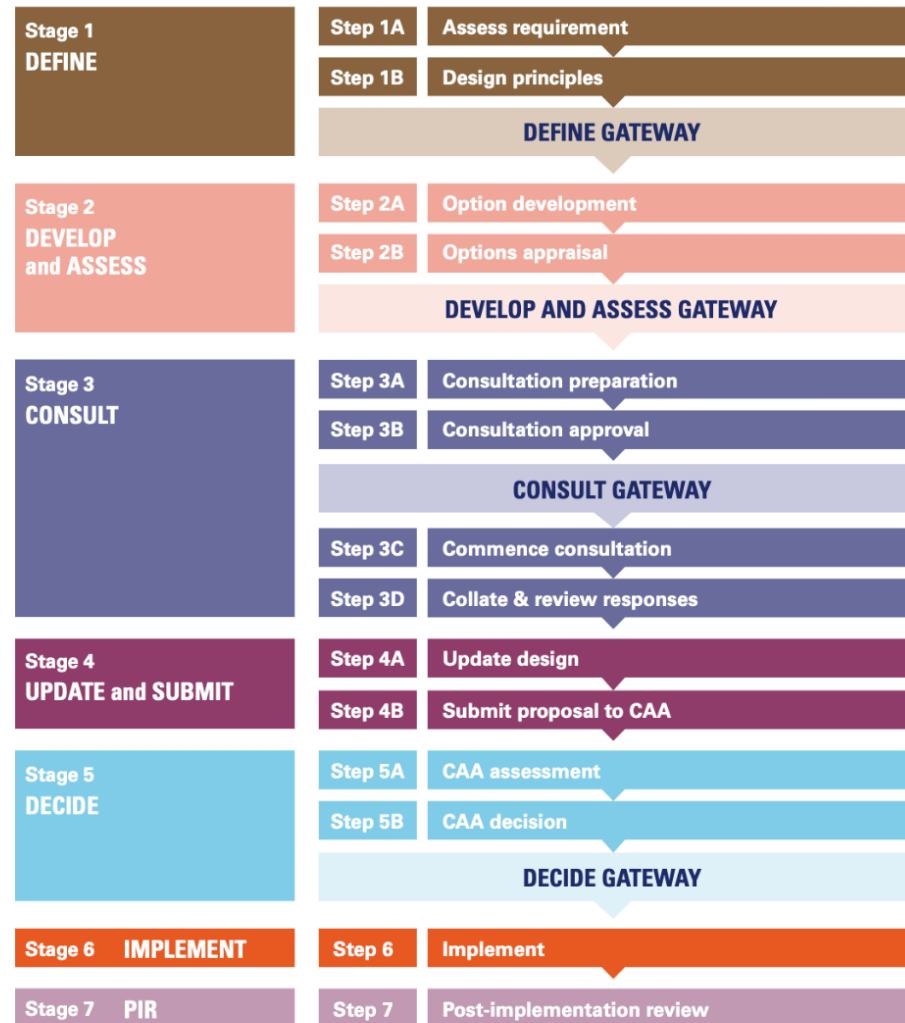 Stage 1
DEFINE
Step 1A Assess requirement
Step 1B Design principles
DEFINE GATEWAY
Stage 2
DEVELOP
and ASSESS
Step 2A Option development
Step 2B Options appraisal
DEVELOP AND ASSESS GATEWAY
Stage 3
CONSULT
Step 3A Consultation preparation
Step 3B Consultation approval
CONSULT GATEWAY
Step 3C Commence consultation
Step 3D Collate & review responses
Stage 4
UPDATE and SUBMIT
Step 4A Update design
Step 4B Submit proposal to CAA
Stage 5
DECIDE
Step 5A CAA assessment
Step 5B CAA decision
DECIDE GATEWAY
Stage 6 IMPLEMENT
Step 6 Implement
Stage 7 PIR
Step 7 Post-implementation review